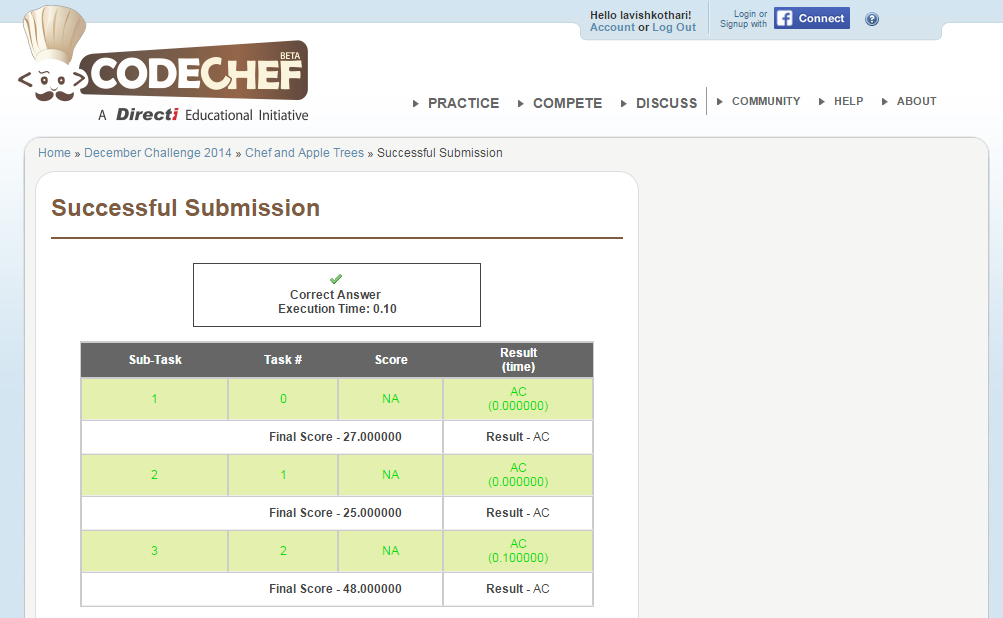 Hello lavishkothari!
Account or Log Out
Login or
Signup with
Connect
?
CODECHEF
BETA
A Directi Educational Initiative
PRACTICE COMPETE DISCUSS COMMUNITY HELP ABOUT
Home » December Challenge 2014 » Chef and Apple Trees » Successful Submission
Successful Submission
Correct Answer
Execution Time: 0.10
Sub-Task Task # Score Result
(time)
1 0 NA AC
(0.000000)
Final Score - 27.000000 Result - AC
2 1 NA AC
(0.000000)
Final Score - 25.000000 Result - AC
3 2 NA AC
(0.100000)
Final Score - 48.000000 Result - AC